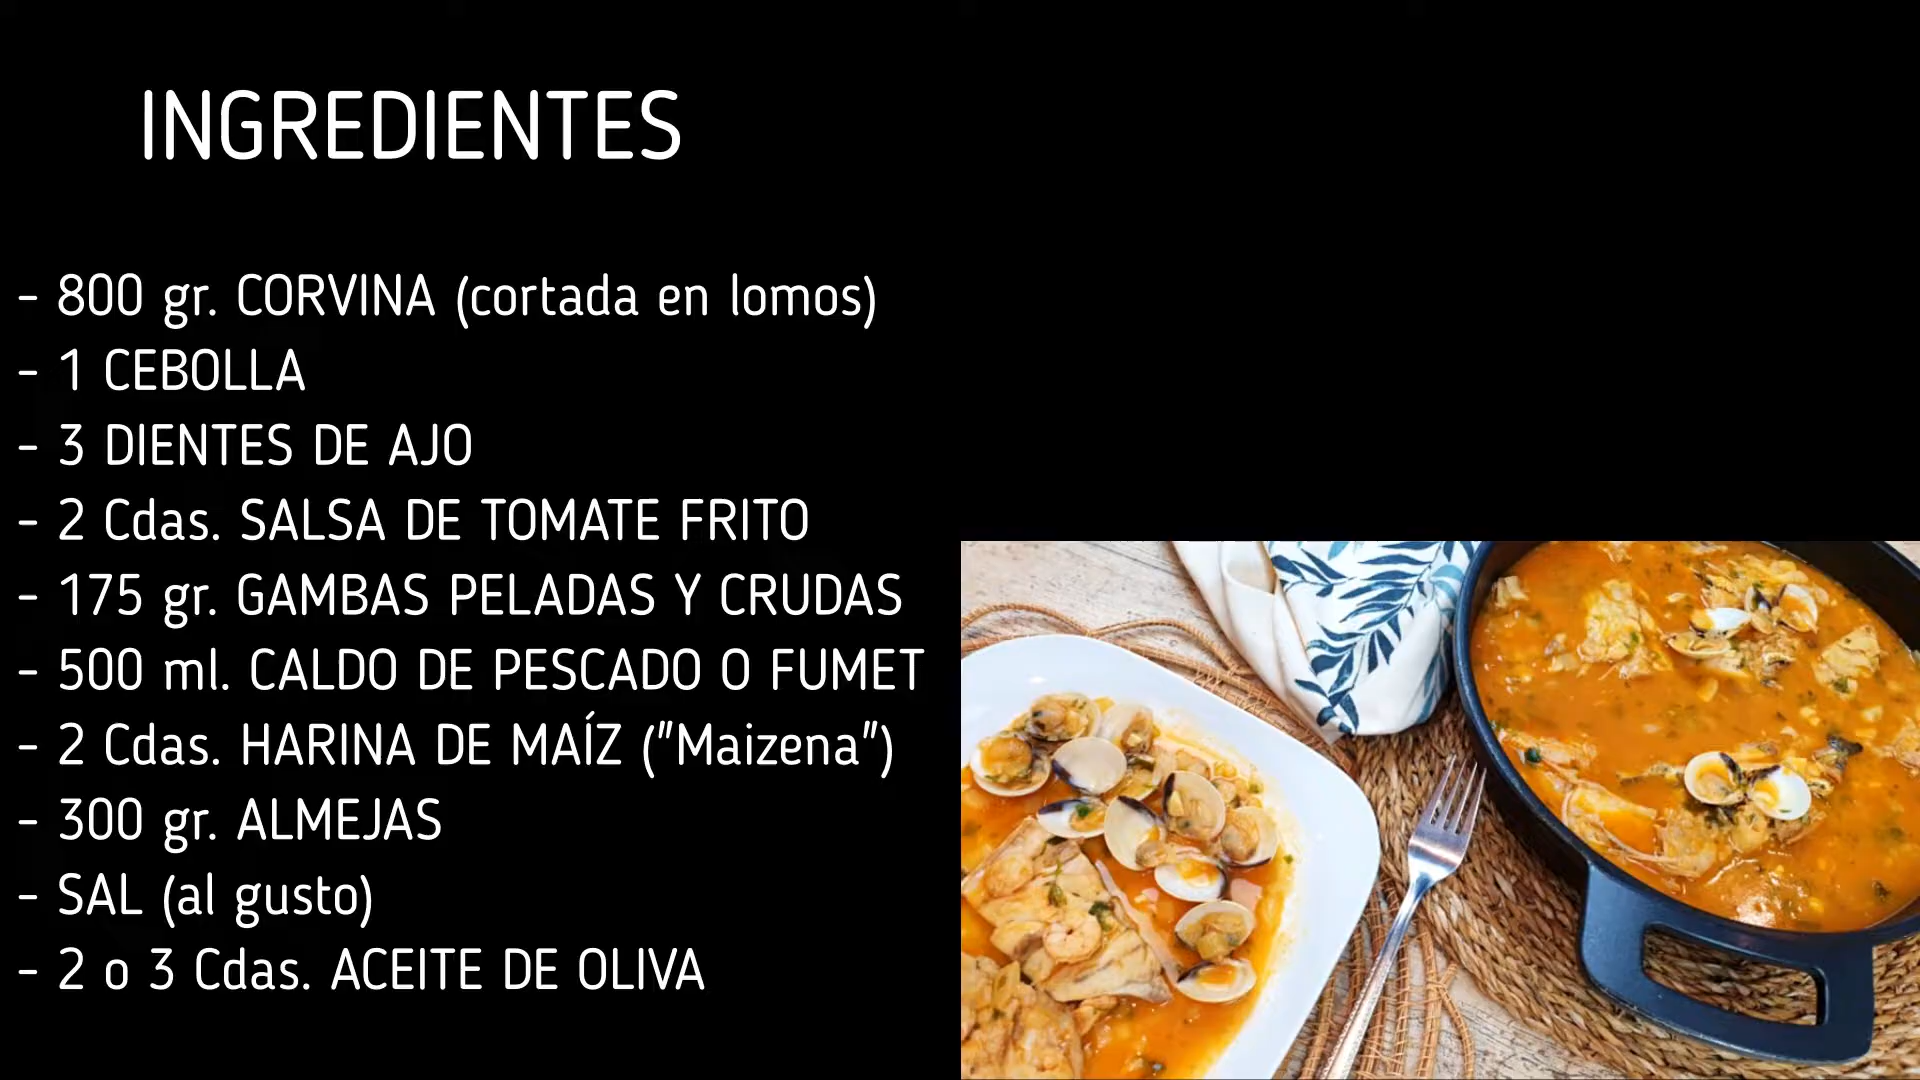 INGREDIENTES
- 800 gr. CORVINA (cortada en lomos)
- 1 CEBOLLA
- 3 DIENTES DE AJO
- 2 Cdas. SALSA DE TOMATE FRITO
- 175 gr. GAMBAS PELADAS Y CRUDAS
- 500 ml. CALDO DE PESCADO O FUMET
- 2 Cdas. HARINA DE MAÍZ ("Maizena")
- 300 gr. ALMEJAS
- SAL (al gusto)
- 2 o 3 Cdas. ACEITE DE OLIVA